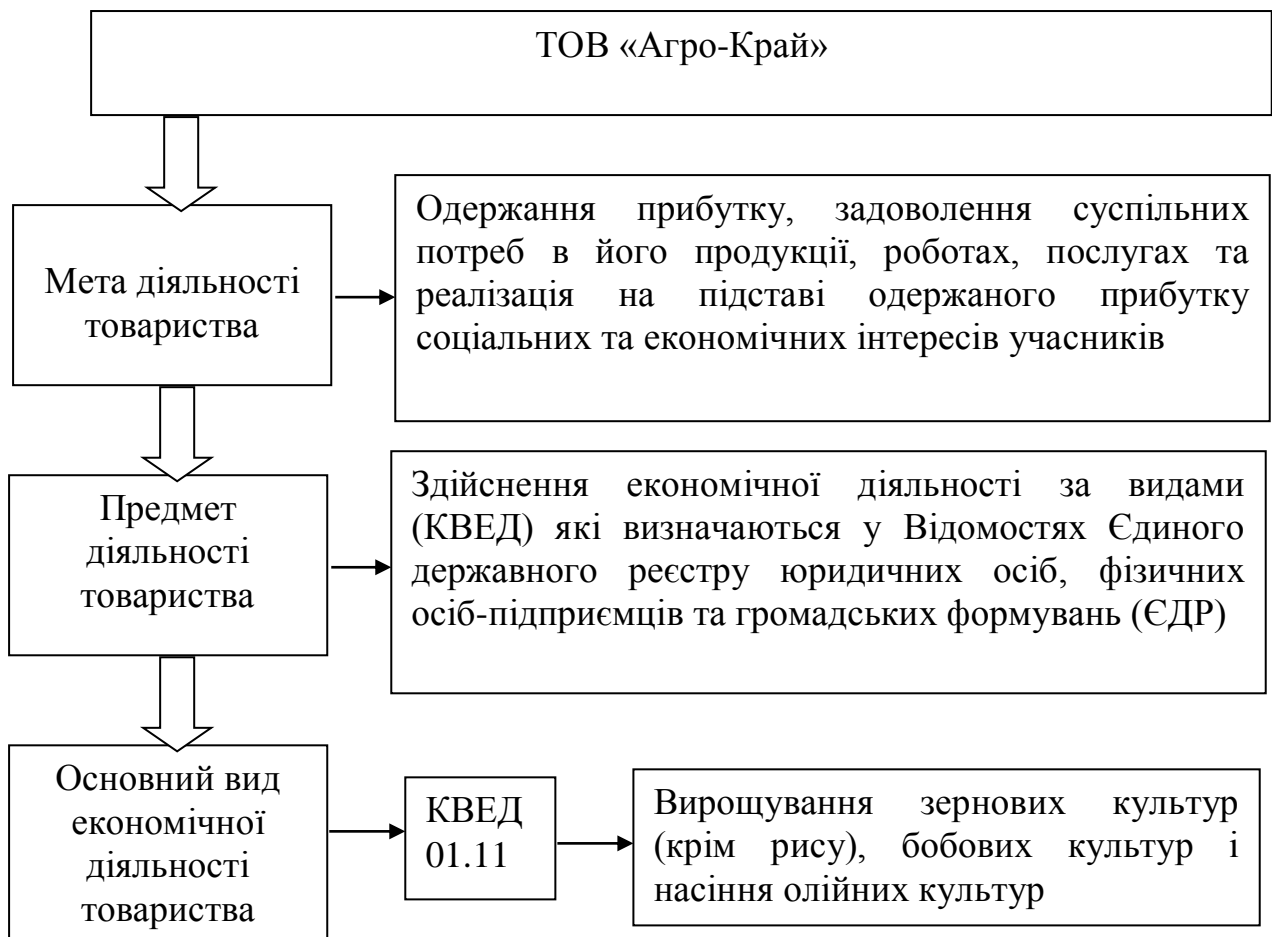 ТОВ «Агро-Край»
Мета діяльності
товариства
Одержання прибутку, задоволення суспільних
потреб в його продукції, роботах, послугах та
реалізація на підставі одержаного прибутку
соціальних та економічних інтересів учасників
Предмет
діяльності
товариства
Здійснення економічної діяльності за видами
(КВЕД) які визначаються у Відомостях Єдиного
державного реєстру юридичних осіб, фізичних
осіб-підприємців та громадських формувань (ЄДР)
Основний вид
економічної
діяльності
товариства
КВЕД
01.11
Вирощування зернових культур
(крім рису), бобових культур і
насіння олійних культур